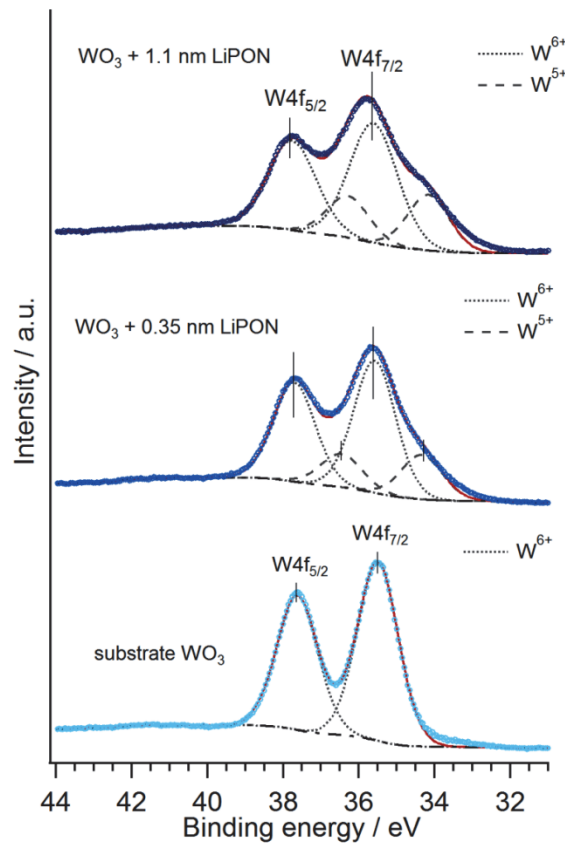 WO₃ + 1.1 nm LiPON
W4f₅/₂
W4f₇/₂
W⁶⁺
W⁵⁺
WO₃ + 0.35 nm LiPON
W⁶⁺
W⁵⁺
substrate WO₃
W4f₅/₂
W4f₇/₂
W⁶⁺
Intensity / a.u.
44 42 40 38 36 34 32
Binding energy / eV